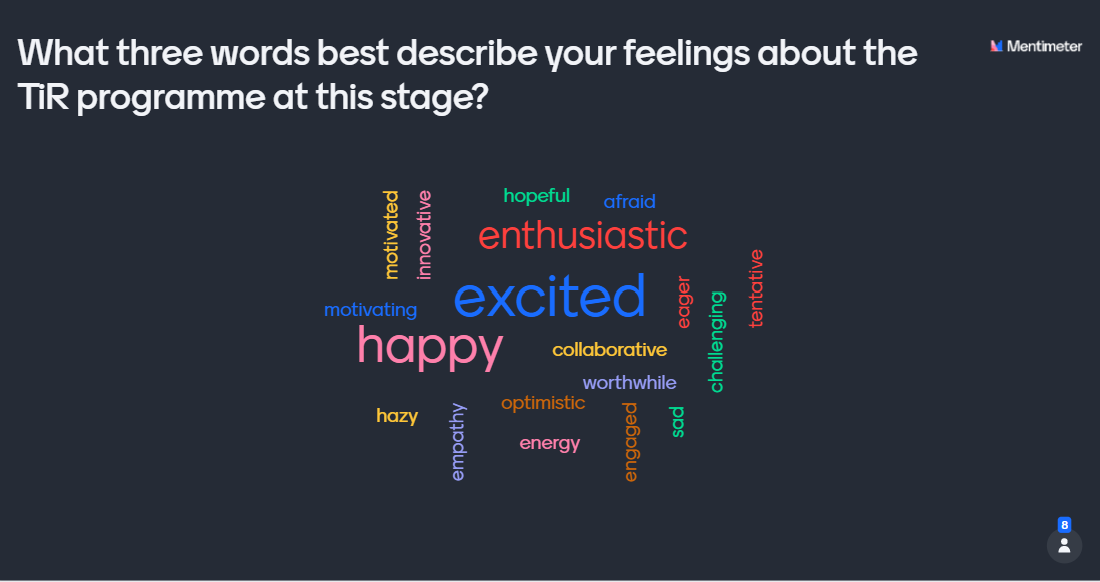 What three words best describe your feelings about the
TiR programme at this stage?
Mentimeter
motivated
innovative
hopeful
afraid
enthusiastic
tentative
excited
eager
challenging
motivating
happy
collaborative
worthwhile
optimistic
hazy
empathy
energy
engaged
sad
8